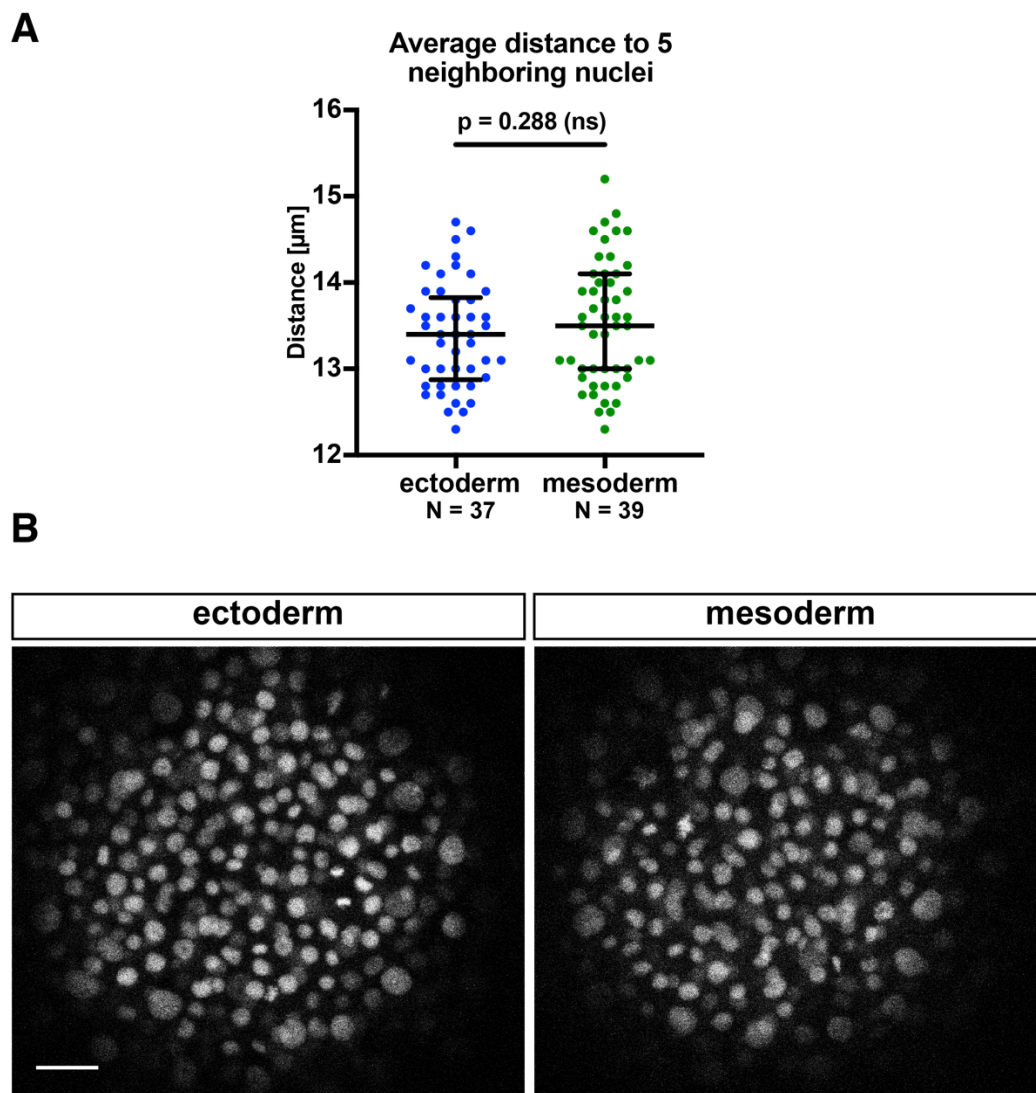 A
Average distance to 5
neighboring nuclei
p = 0.288 (ns)
16
15
14
13
12
Distance [µm]
ectoderm mesoderm
N = 37 N = 39
B
ectoderm mesoderm